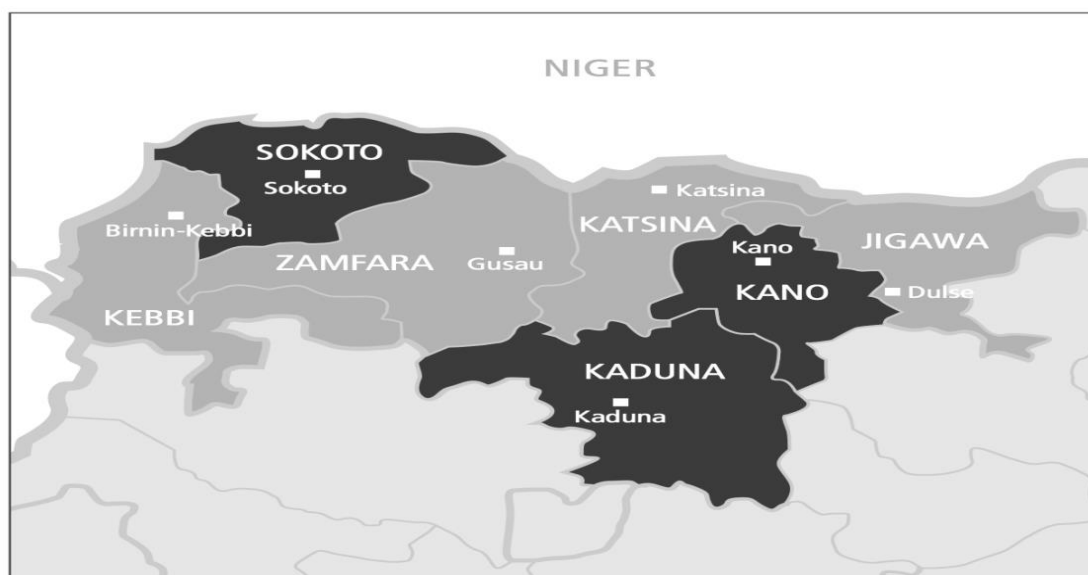 NIGER
SOKOTO
Sokoto
Katsina
Birnin-Kebbi
KATSINA
ZAMFARA
Gusau
Kano
JIGAWA
KANO
Dulse
KEBBI
KADUNA
Kaduna